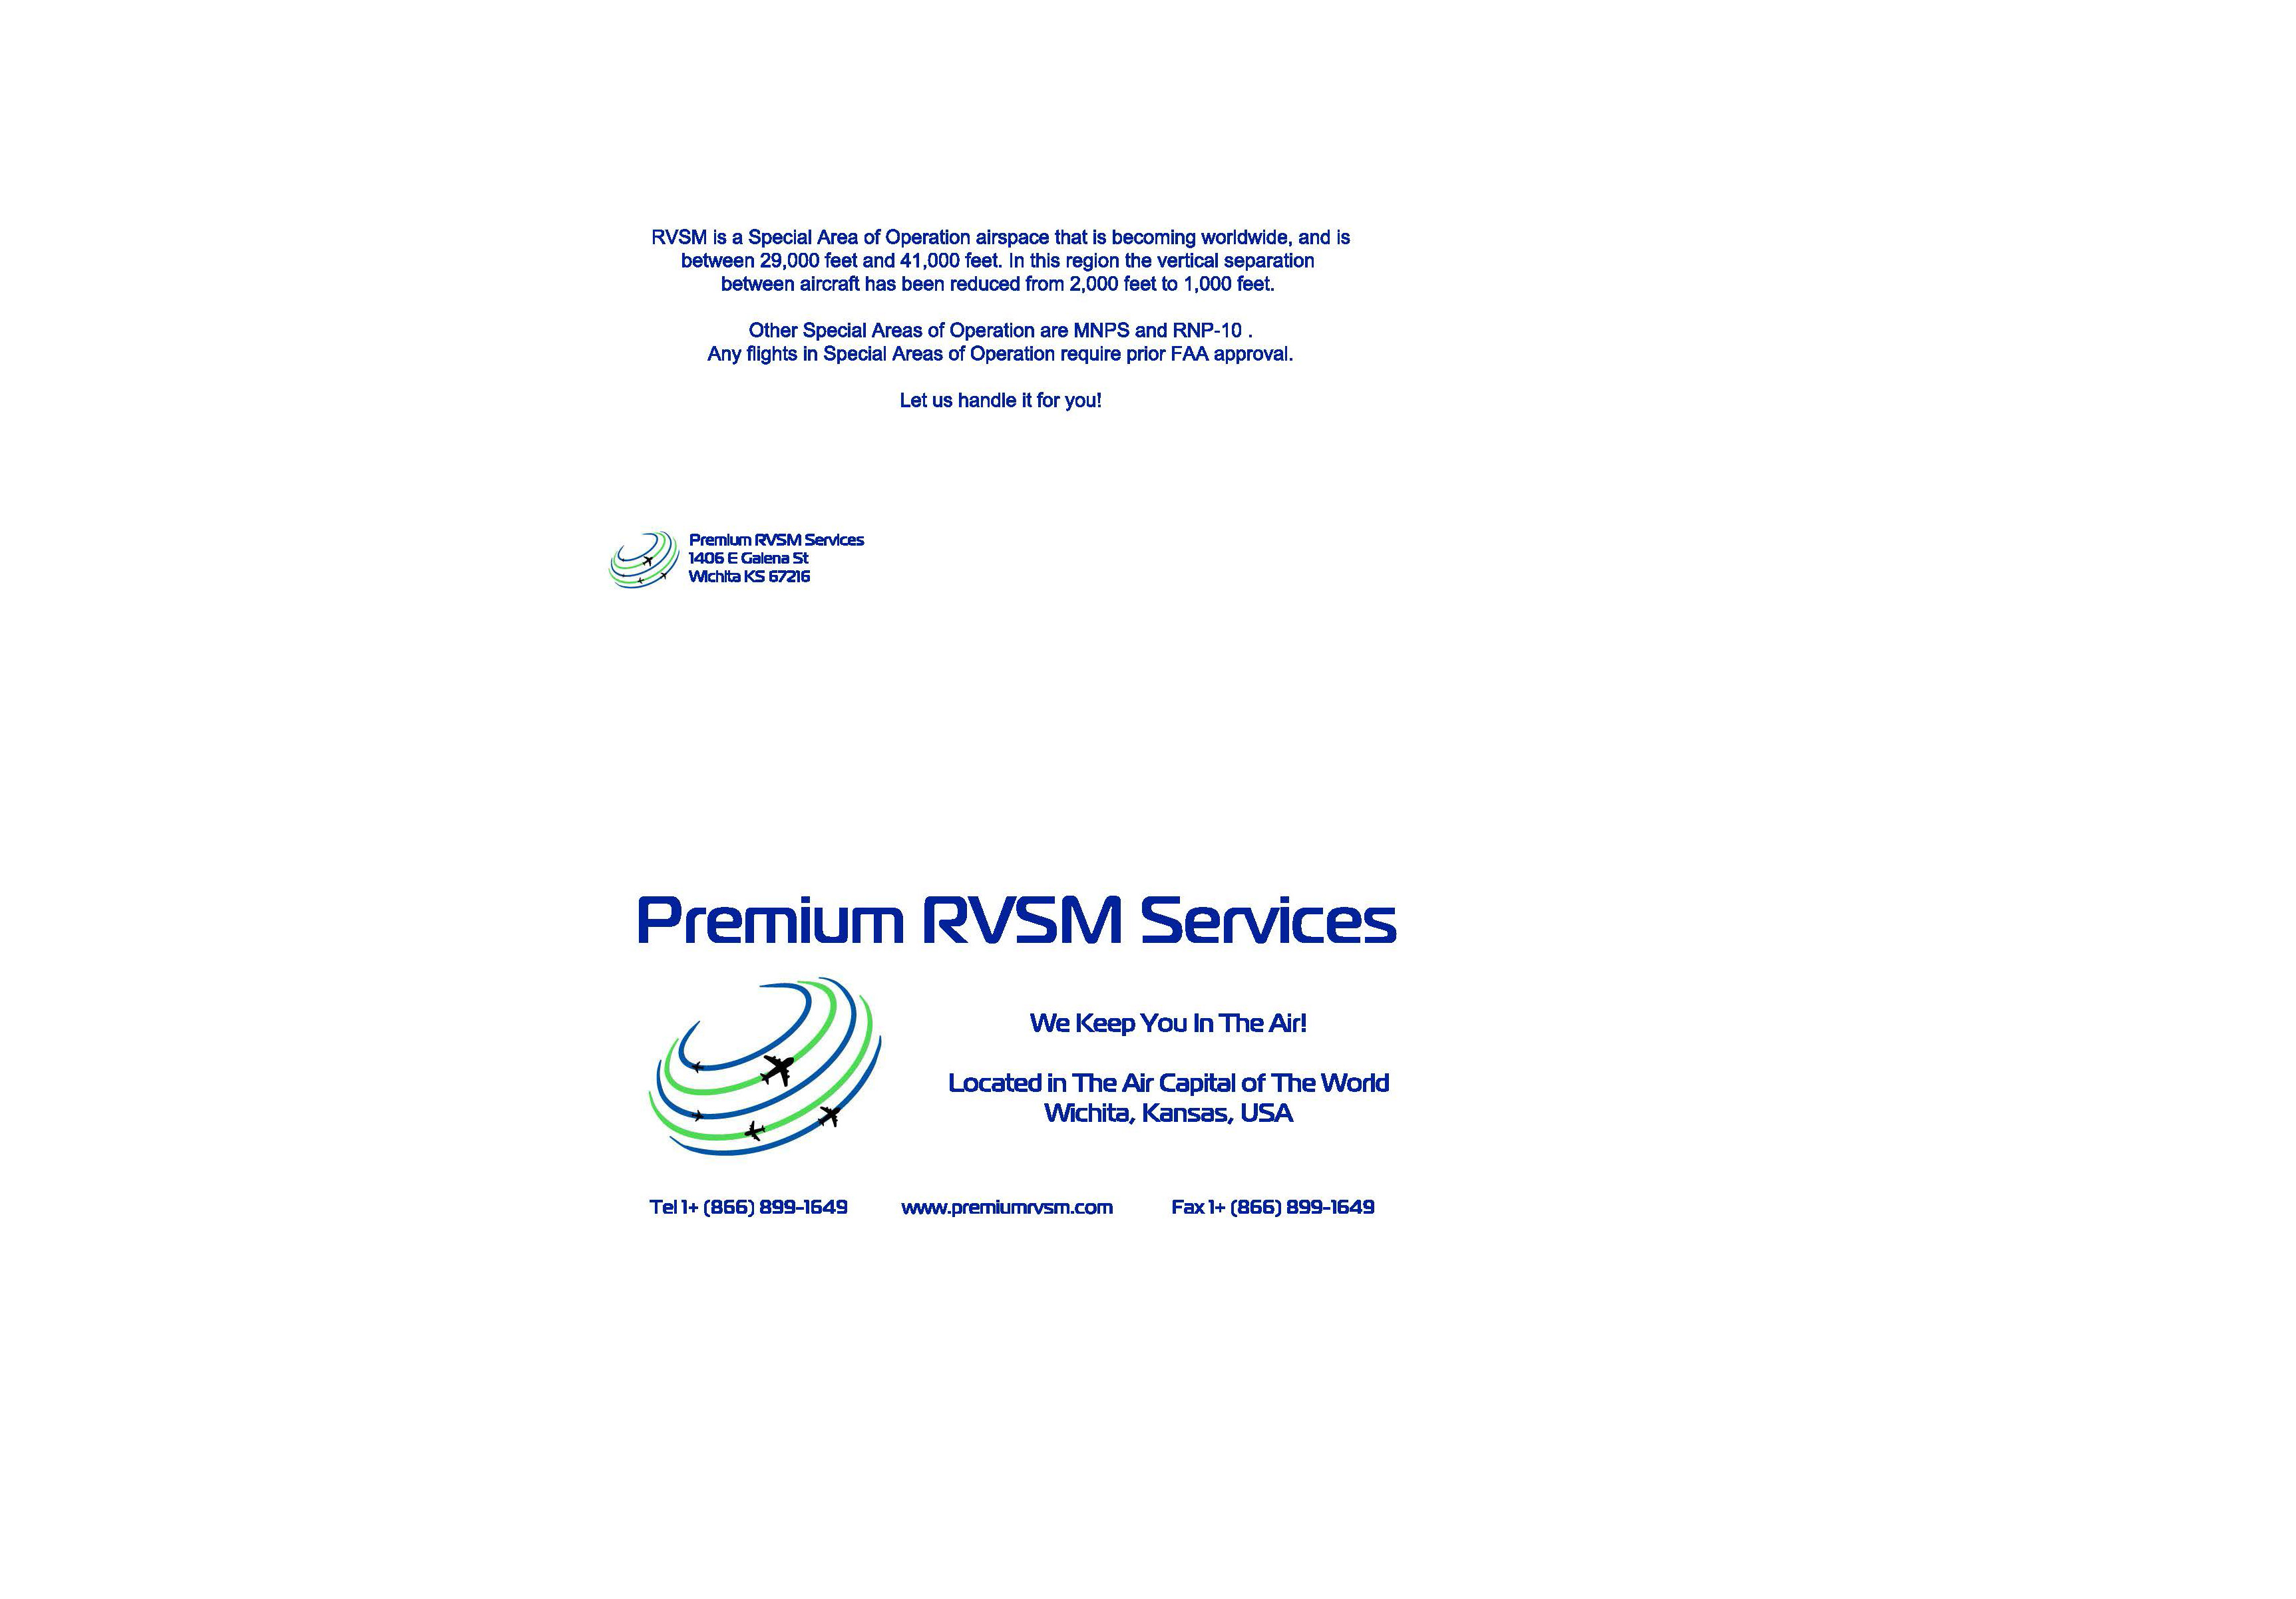 RVSM is a Special Area of Operation airspace that is becoming worldwide, and is
between 29,000 feet and 41,000 feet. In this region the vertical separation
between aircraft has been reduced from 2,000 feet to 1,000 feet.
Other Special Areas of Operation are MNPS and RNP-10 .
Any flights in Special Areas of Operation require prior FAA approval.
Let us handle it for you!
Premium RVSM Services
1406 E Galena St
Wichita KS 67216
Premium RVSM Services
We Keep You In The Air!
Located in The Air Capital of The World
Wichita, Kansas, USA
Tel 1+ (866) 899-1649 www.premiumrvsm.com Fax 1+ (866) 899-1649